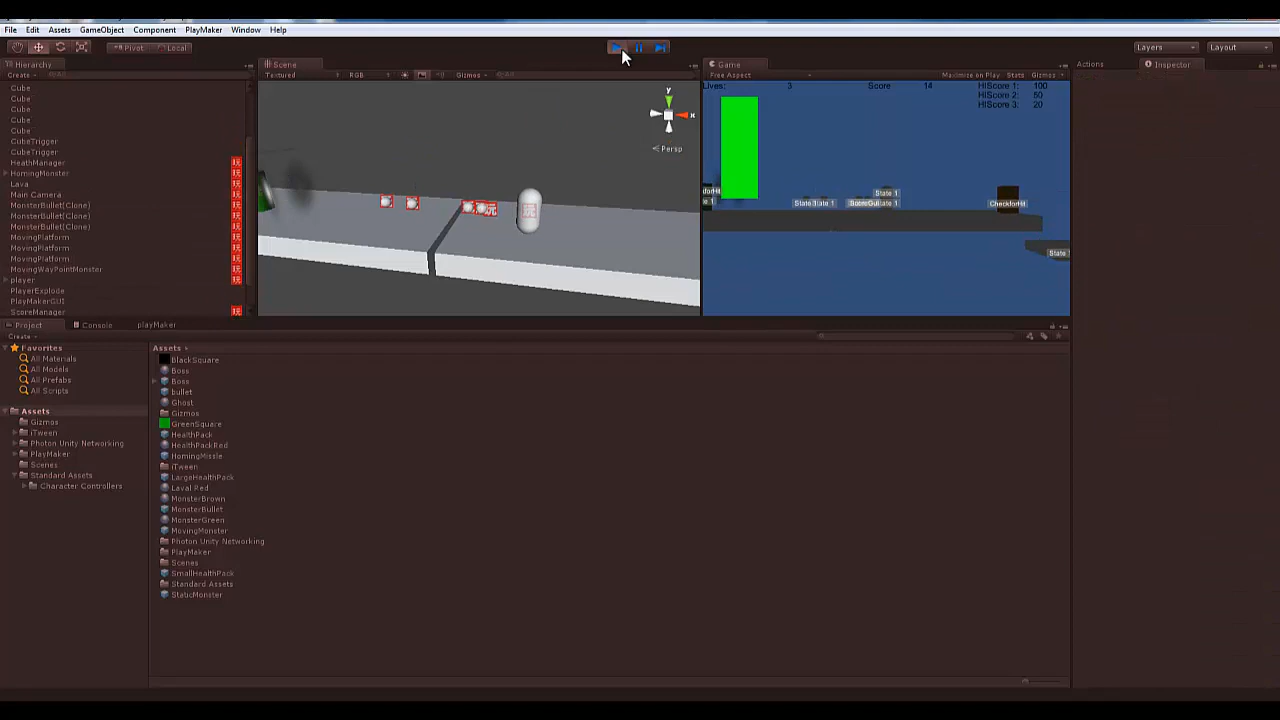 File Edit Assets GameObject Component PlayMaker Window Help
Pivot Local
Layers Layout
Hierarchy
Create
Cube
Cube
Cube
Cube
Cube
CubeTrigger
CubeTrigger
HeathManager
HomingMonster
Lava
Main Camera
MonsterBullet(Clone)
MonsterBullet(Clone)
MonsterBullet(Clone)
MovingPlatform
MovingPlatform
MovingPlatform
MovingWayPointMonster
player
PlayerExplode
PlayMakerGUI
ScoreManager
Scene
Textured RGB Gizmos
y
x
Persp
Game
Free Aspect Maximize on Play Stats Gizmos
Lives: 3 Score 14 HiScore 1: 100
HiScore 2: 50
HiScore 3: 20
State 1
State 1
CheckforHit
State
Actions Inspector
Project Console playMaker
Create
Favorites
All Materials
All Models
All Prefabs
All Scripts
Assets
Gizmos
iTween
Photon Unity Networking
PlayMaker
Scenes
Standard Assets
Character Controllers
Assets
BlackSquare
Boss
Boss
bullet
Ghost
Gizmos
GreenSquare
HealthPack
HealthPackRed
HomingMissle
iTween
LargeHealthPack
Laval Red
MonsterBrown
MonsterBullet
MonsterGreen
MovingMonster
Photon Unity Networking
PlayMaker
Scenes
SmallHealthPack
Standard Assets
StaticMonster